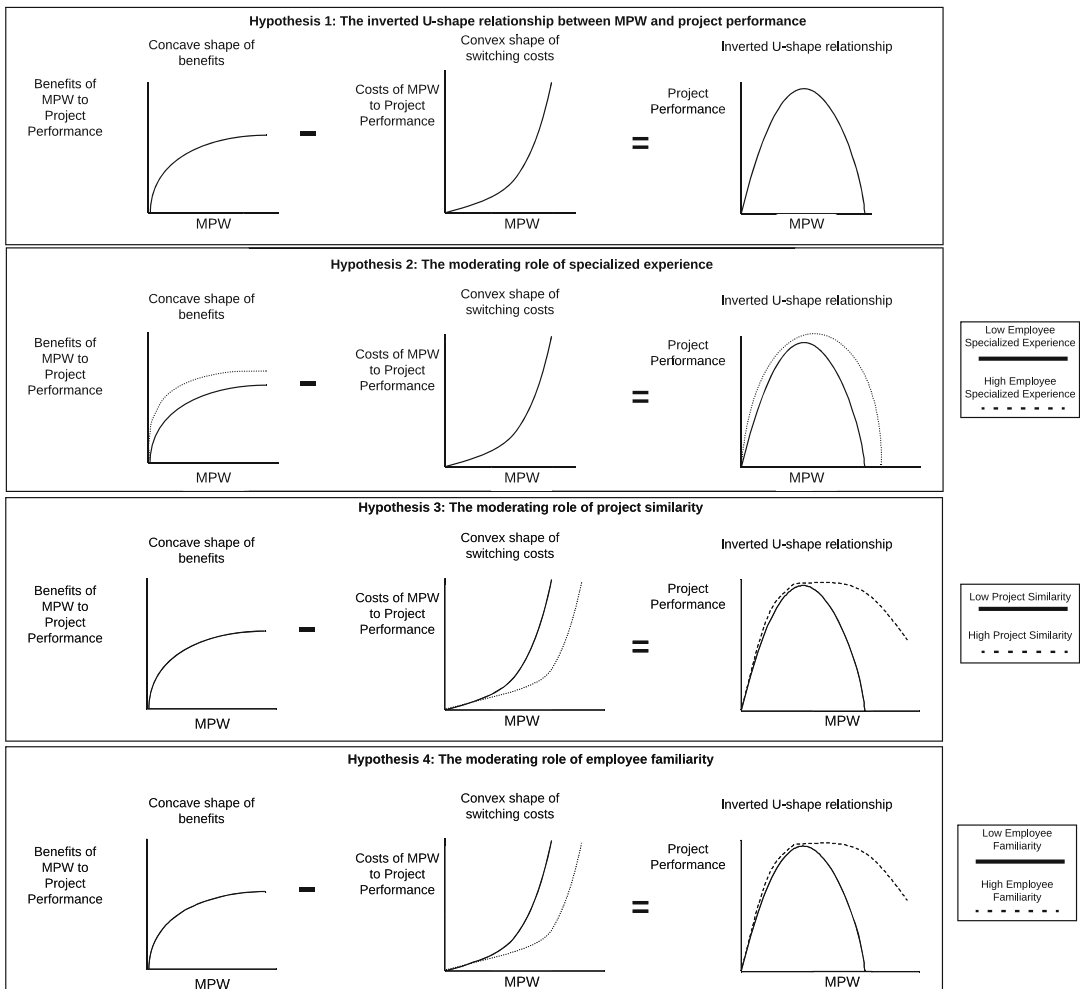 Hypothesis 1: The inverted U-shape relationship between MPW and project performance
Concave shape of
benefits
Convex shape of
switching costs
Inverted U-shape relationship
Benefits of
MPW to
Project
Performance
Costs of MPW
to Project
Performance
Project
Performance
-
=
MPW
MPW
MPW
Hypothesis 2: The moderating role of specialized experience
Concave shape of
benefits
Convex shape of
switching costs
Inverted U-shape relationship
Benefits of
MPW to
Project
Performance
Costs of MPW
to Project
Performance
Project
Performance
-
=
MPW
MPW
MPW
Low Employee
Specialized Experience
High Employee
Specialized Experience
Hypothesis 3: The moderating role of project similarity
Concave shape of
benefits
Convex shape of
switching costs
Inverted U-shape relationship
Benefits of
MPW to
Project
Performance
Costs of MPW
to Project
Performance
Project
Performance
-
=
MPW
MPW
MPW
Low Project Similarity
High Project Similarity
Hypothesis 4: The moderating role of employee familiarity
Concave shape of
benefits
Convex shape of
switching costs
Inverted U-shape relationship
Benefits of
MPW to
Project
Performance
Costs of MPW
to Project
Performance
Project
Performance
-
=
MPW
MPW
MPW
Low Employee
Familiarity
High Employee
Familiarity